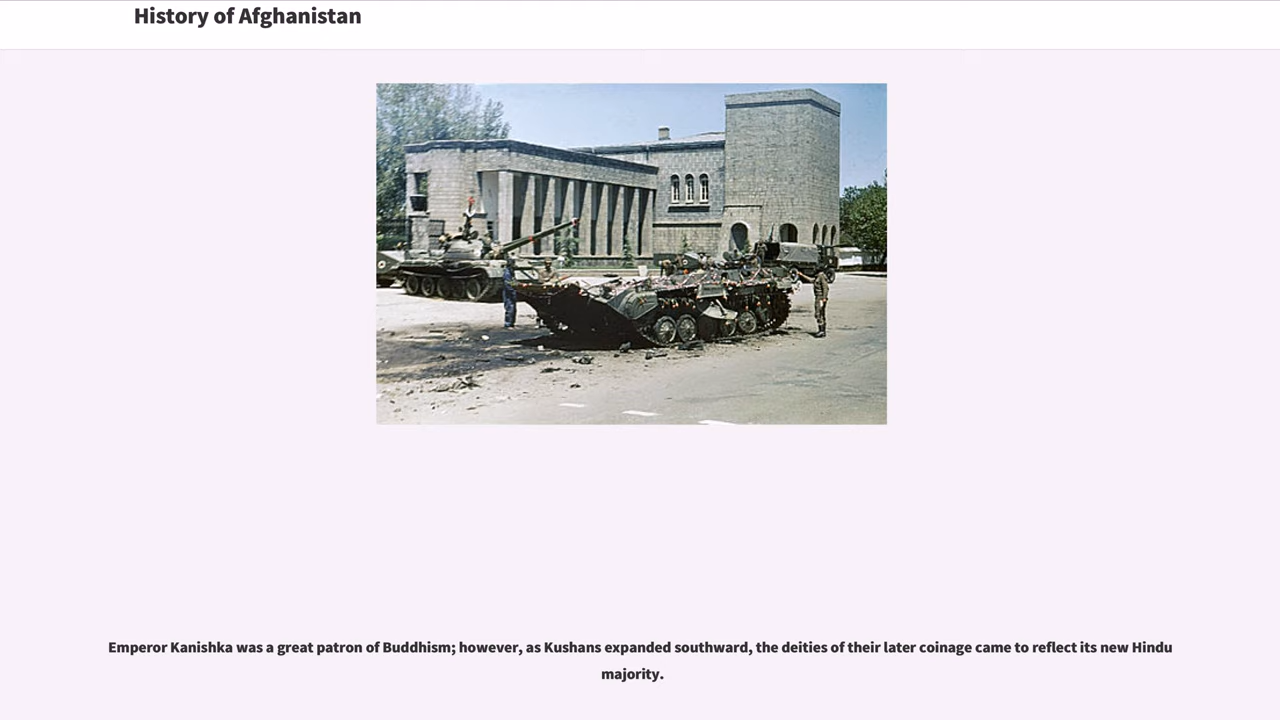 History of Afghanistan
Emperor Kanishka was a great patron of Buddhism; however, as Kushans expanded southward, the deities of their later coinage came to reflect its new Hindu
majority.